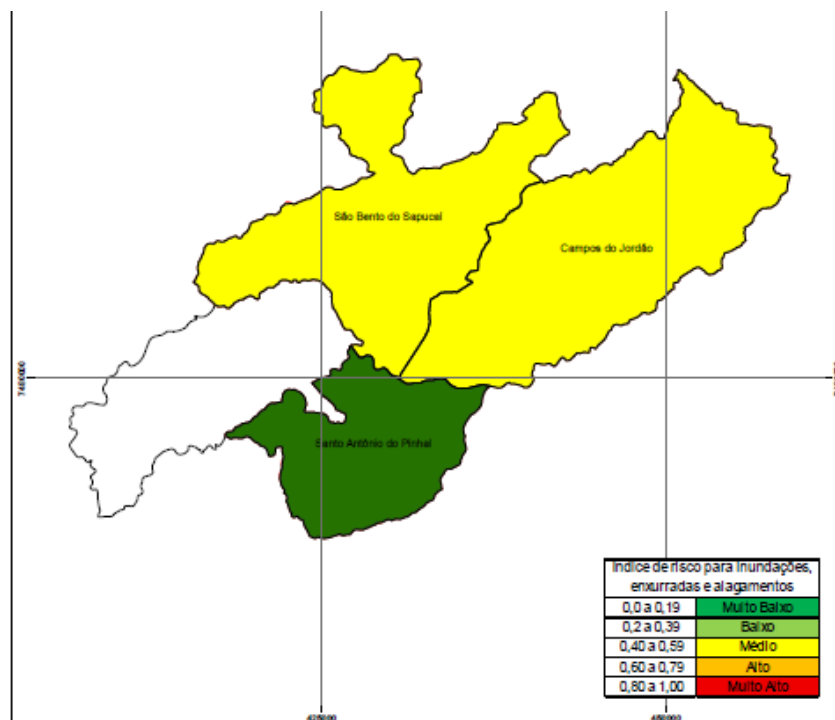 São Bento do Sapucaí
Campos do Jordão
7400000
Santo Antônio do Pinhal
Índice de risco para inundações,
enxurradas e alagamentos
0,0 a 0,19 Muito Baixo
0,2 a 0,39 Baixo
0,40 a 0,59 Médio
0,60 a 0,79 Alto
0,80 a 1,00 Muito Alto